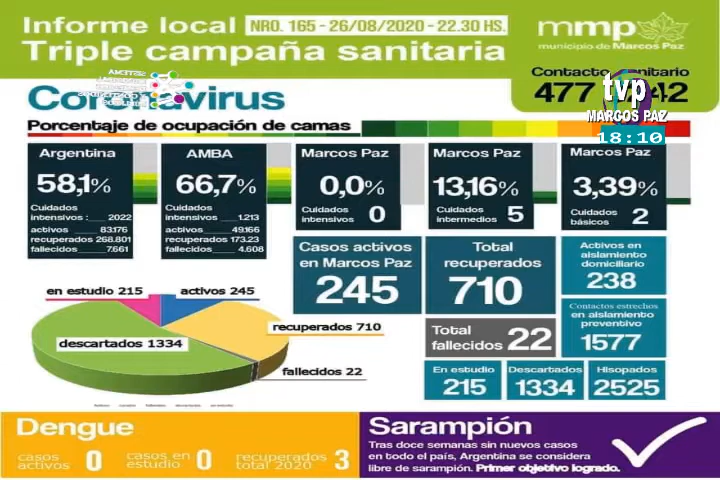 Informe local NRO. 165 - 26/08/2020 - 22.30 HS.
Triple campaña sanitaria
mmp
municipio de Marcos Paz
Contacto sanitario
477
42
tvp
MARCOS PAZ
18:10
Coronavirus
Porcentaje de ocupación de camas
Argentina
58,1%
Cuidados
intensivos : 2022
activos 83.176
recuperados 268.801
fallecidos 7.661
AMBA
66,7%
Cuidados
intensivos 1.213
activos 49.166
recuperados 173.23
fallecidos 4.608
Marcos Paz
0,0%
Cuidados
intensivos 0
Marcos Paz
13,16%
Cuidados
intermedios 5
Marcos Paz
3,39%
Cuidados
básicos 2
Casos activos
en Marcos Paz
245
Total
recuperados
710
Activos en
aislamiento
domiciliario
238
Total
fallecidos 22
Contactos estrechos
en aislamiento
preventivo
1577
En estudio
215
Descartados
1334
Hisopados
2525
en estudio 215
activos 245
recuperados 710
descartados 1334
fallecidos 22
Dengue
casos
activos 0
casos en
estudio 0
recuperados
total 2020 3
Sarampión
Tras doce semanas sin nuevos casos
en todo el país, Argentina se considera
libre de sarampión. Primer objetivo logrado.